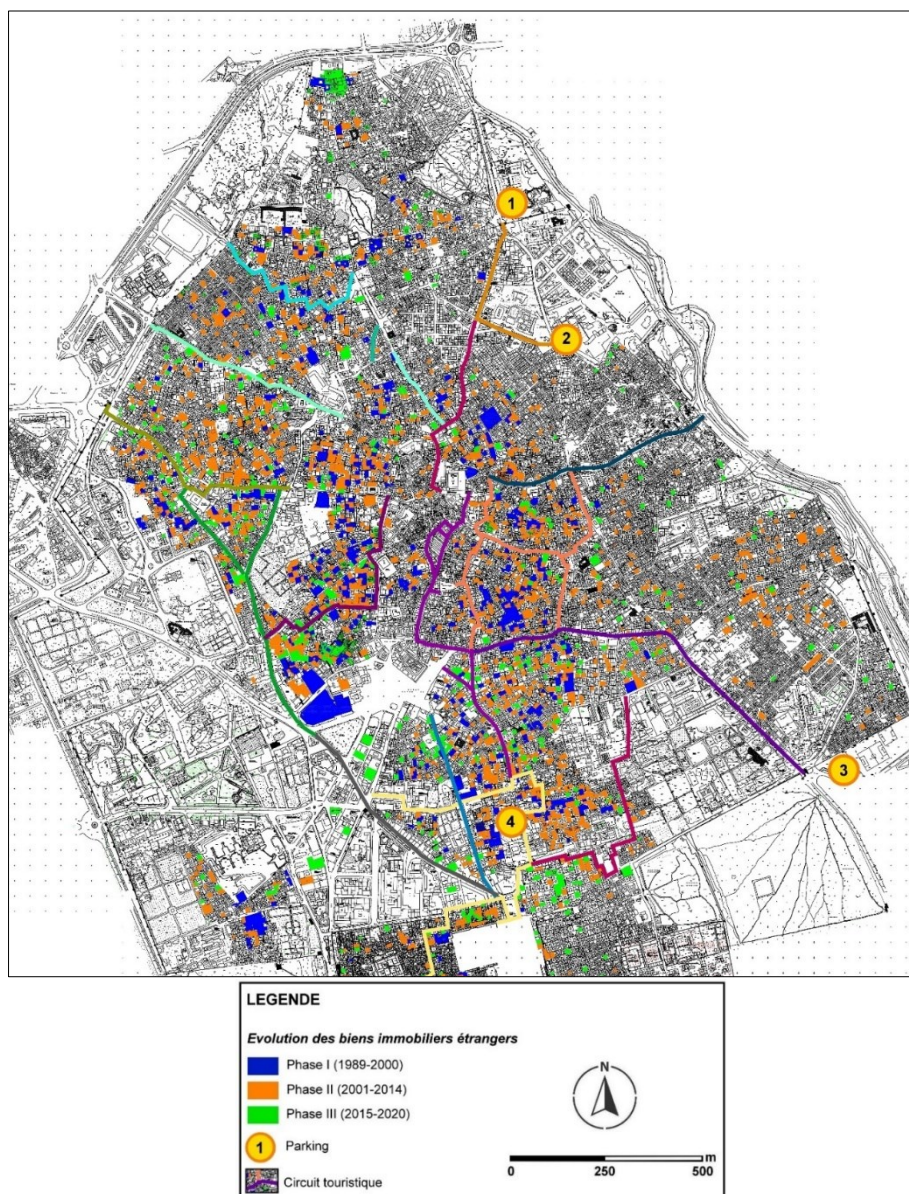 1
2
3
4
LEGENDE
Evolution des biens immobiliers étrangers
Phase I (1989-2000)
Phase II (2001-2014)
Phase III (2015-2020)
1 Parking
Circuit touristique
N
m
0 250 500